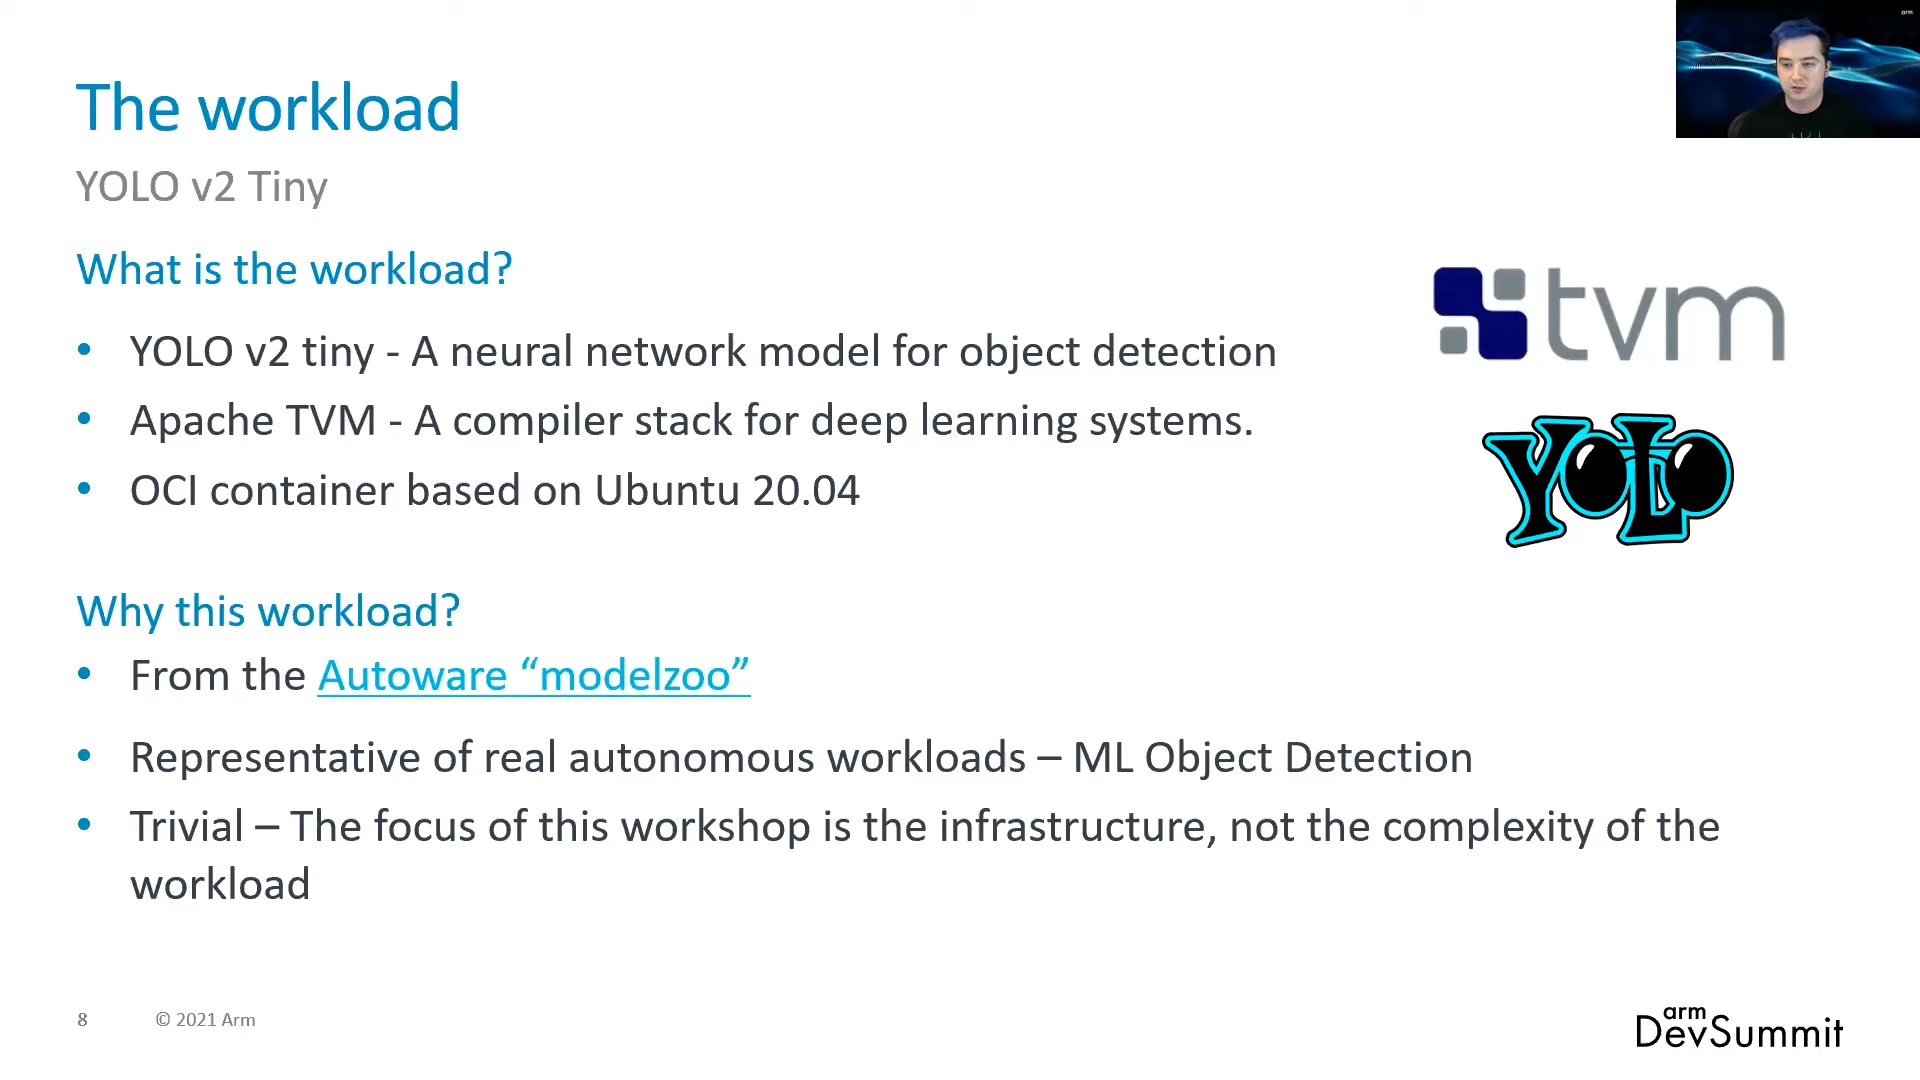 arm
The workload
YOLO v2 Tiny
What is the workload?
• YOLO v2 tiny - A neural network model for object detection
• Apache TVM - A compiler stack for deep learning systems.
• OCI container based on Ubuntu 20.04
tvm
YOLO
Why this workload?
• From the Autoware “modelzoo”
• Representative of real autonomous workloads – ML Object Detection
• Trivial – The focus of this workshop is the infrastructure, not the complexity of the
workload
8
© 2021 Arm
arm
DevSummit